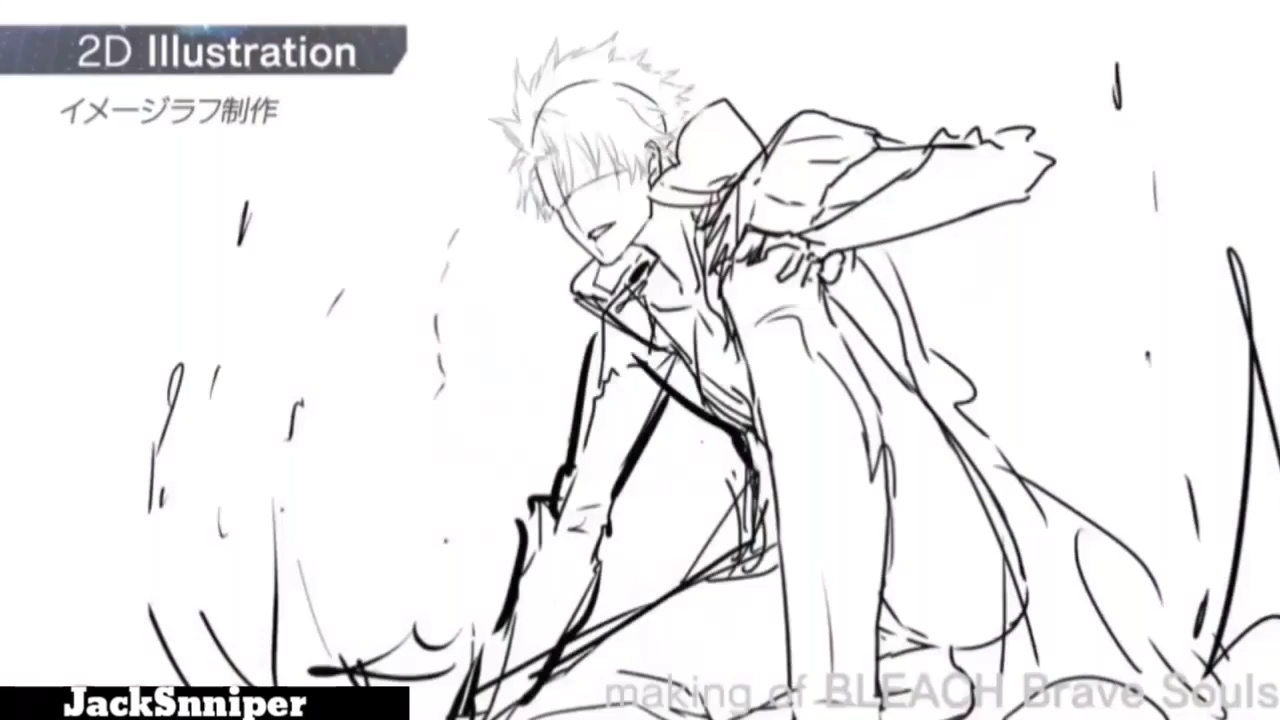 2D Illustration
イメージラフ制作
making of BLEACH Brave Souls
JackSnniper